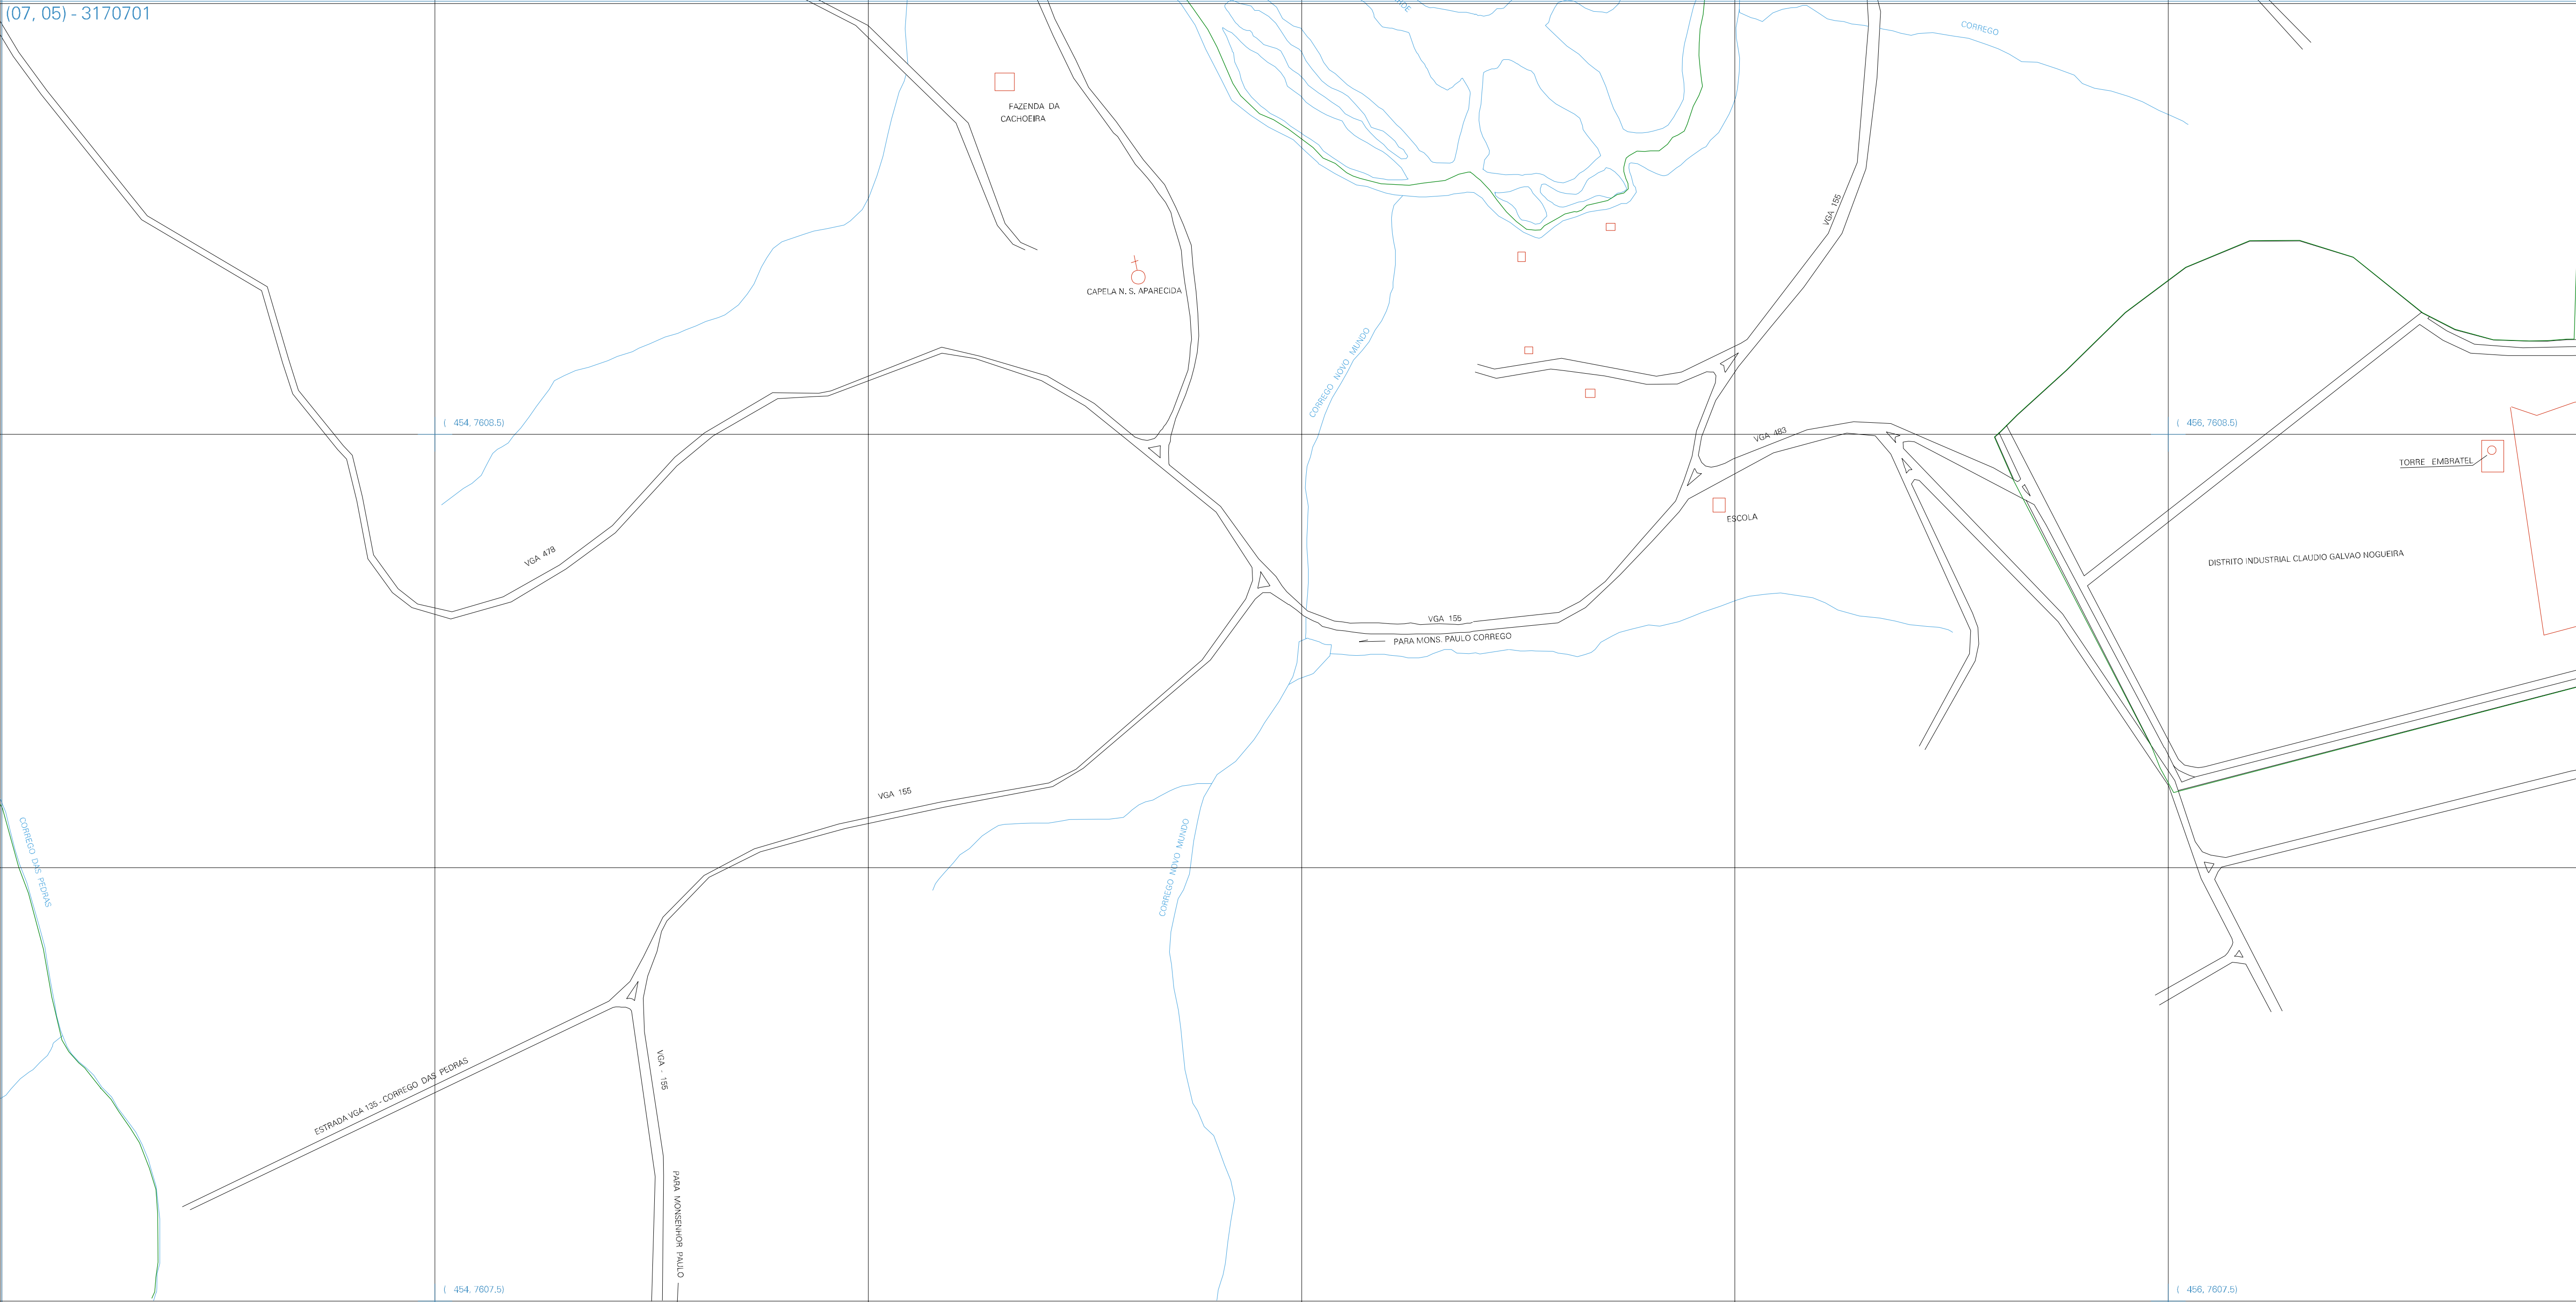 (07, 05) - 3170701
CORREGO
FAZENDA DA
CACHOEIRA
VGA 155
CAPELA N. S. APARECIDA
CORREGO NOVO MUNDO
( 454, 7608.5)
( 456, 7608.5)
VGA 483
TORRE EMBRATEL
ESCOLA
VGA 478
DISTRITO INDUSTRIAL CLAUDIO GALVAO NOGUEIRA
VGA 155
PARA MONS. PAULO CORREGO
VGA 155
CORREGO DAS PEDRAS
CORREGO NOVO MUNDO
ESTRADA VGA 135 - CORREGO DAS PEDRAS
VGA - 155
PARA MONSENHOR PAULO
( 454, 7607.5)
( 456, 7607.5)